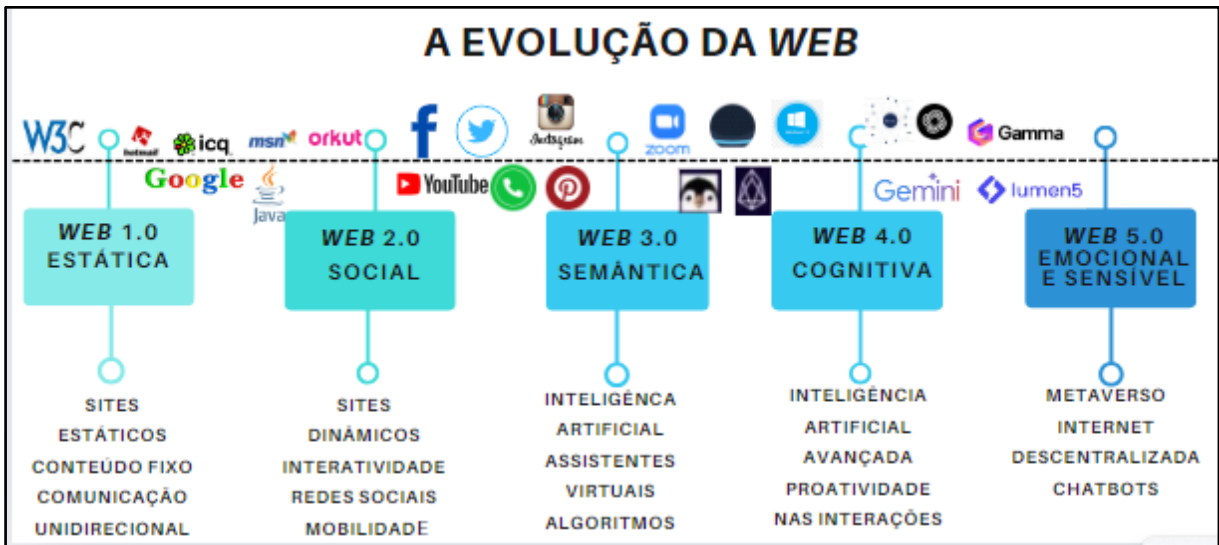 A EVOLUÇÃO DA WEB
W3C
hotmail
icq
msn
orkut
Instagram
zoom
Gamma
Google
Java
YouTube
Gemini
lumen5
WEB 1.0
ESTÁTICA
WEB 2.0
SOCIAL
WEB 3.0
SEMÂNTICA
WEB 4.0
COGNITIVA
WEB 5.0
EMOCIONAL
E SENSÍVEL
SITES
ESTÁTICOS
CONTEÚDO FIXO
COMUNICAÇÃO
UNIDIRECIONAL
SITES
DINÂMICOS
INTERATIVIDADE
REDES SOCIAIS
MOBILIDADE
INTELIGÊNCA
ARTIFICIAL
ASSISTENTES
VIRTUAIS
ALGORITMOS
INTELIGÊNCIA
ARTIFICIAL
AVANÇADA
PROATIVIDADE
NAS INTERAÇÕES
METAVERSO
INTERNET
DESCENTRALIZADA
CHATBOTS